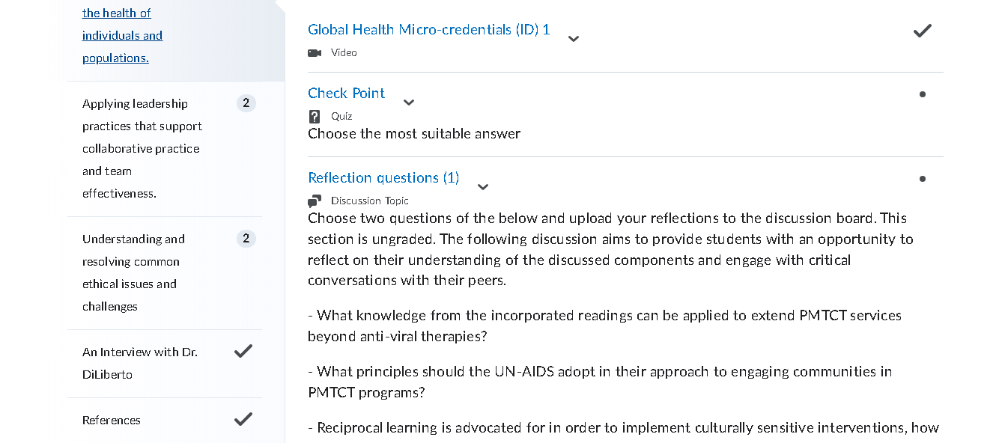 the health of
individuals and
populations.
Applying leadership
practices that support
collaborative practice
and team
effectiveness.
2
Understanding and
resolving common
ethical issues and
challenges
2
An Interview with Dr.
DiLiberto
References
Global Health Micro-credentials (ID) 1
Video
Check Point
Quiz
Choose the most suitable answer
Reflection questions (1)
Discussion Topic
Choose two questions of the below and upload your reflections to the discussion board. This
section is ungraded. The following discussion aims to provide students with an opportunity to
reflect on their understanding of the discussed components and engage with critical
conversations with their peers.
- What knowledge from the incorporated readings can be applied to extend PMTCT services
beyond anti-viral therapies?
- What principles should the UN-AIDS adopt in their approach to engaging communities in
PMTCT programs?
- Reciprocal learning is advocated for in order to implement culturally sensitive interventions, how